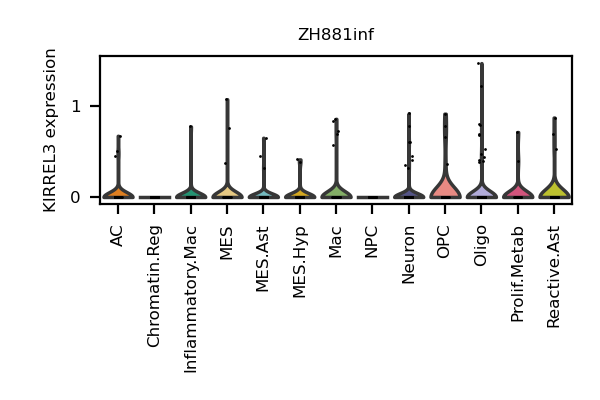 ZH881inf
KIRREL3 expression
1
0
AC
Chromatin.Reg
Inflammatory.Mac
MES
MES.Ast
MES.Hyp
Mac
NPC
Neuron
OPC
Oligo
Prolif.Metab
Reactive.Ast